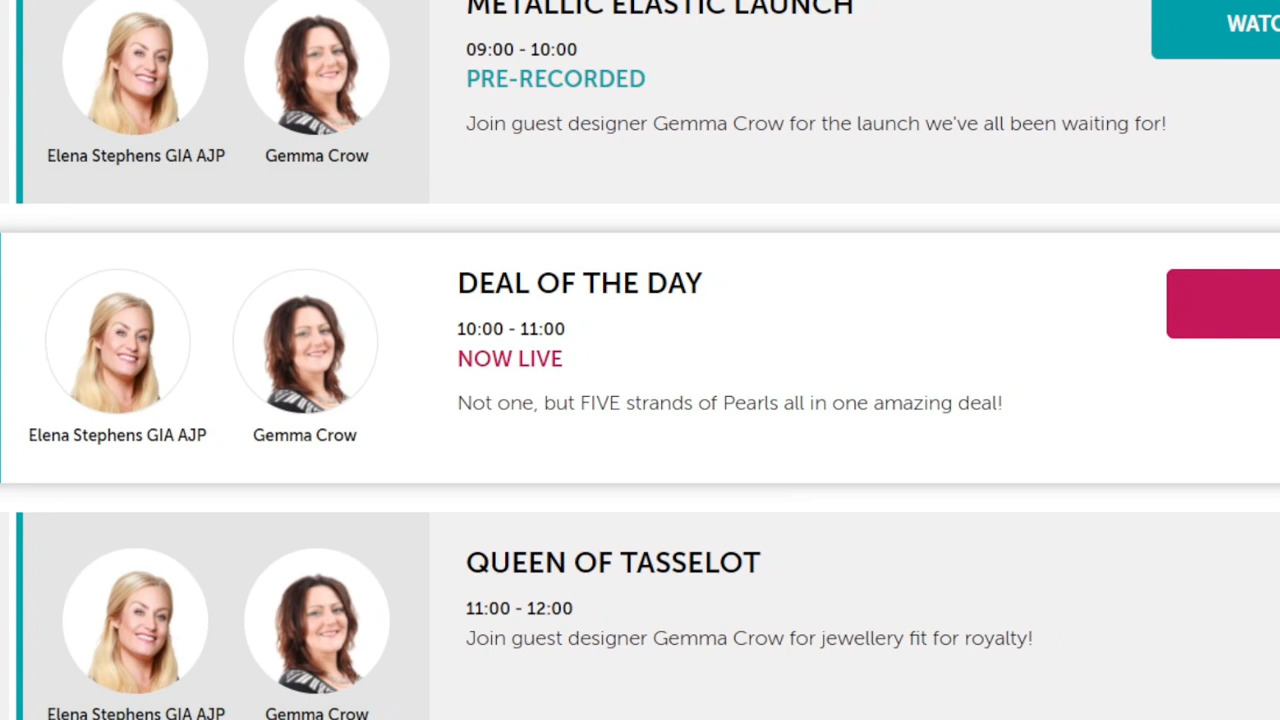 METALLIC ELASTIC LAUNCH
WATC
09:00 - 10:00
PRE-RECORDED
Join guest designer Gemma Crow for the launch we've all been waiting for!
Elena Stephens GIA AJP
Gemma Crow
DEAL OF THE DAY
10:00 - 11:00
NOW LIVE
Not one, but FIVE strands of Pearls all in one amazing deal!
Elena Stephens GIA AJP
Gemma Crow
QUEEN OF TASSELOT
11:00 - 12:00
Join guest designer Gemma Crow for jewellery fit for royalty!
Elena Stephens GIA AJP
Gemma Crow